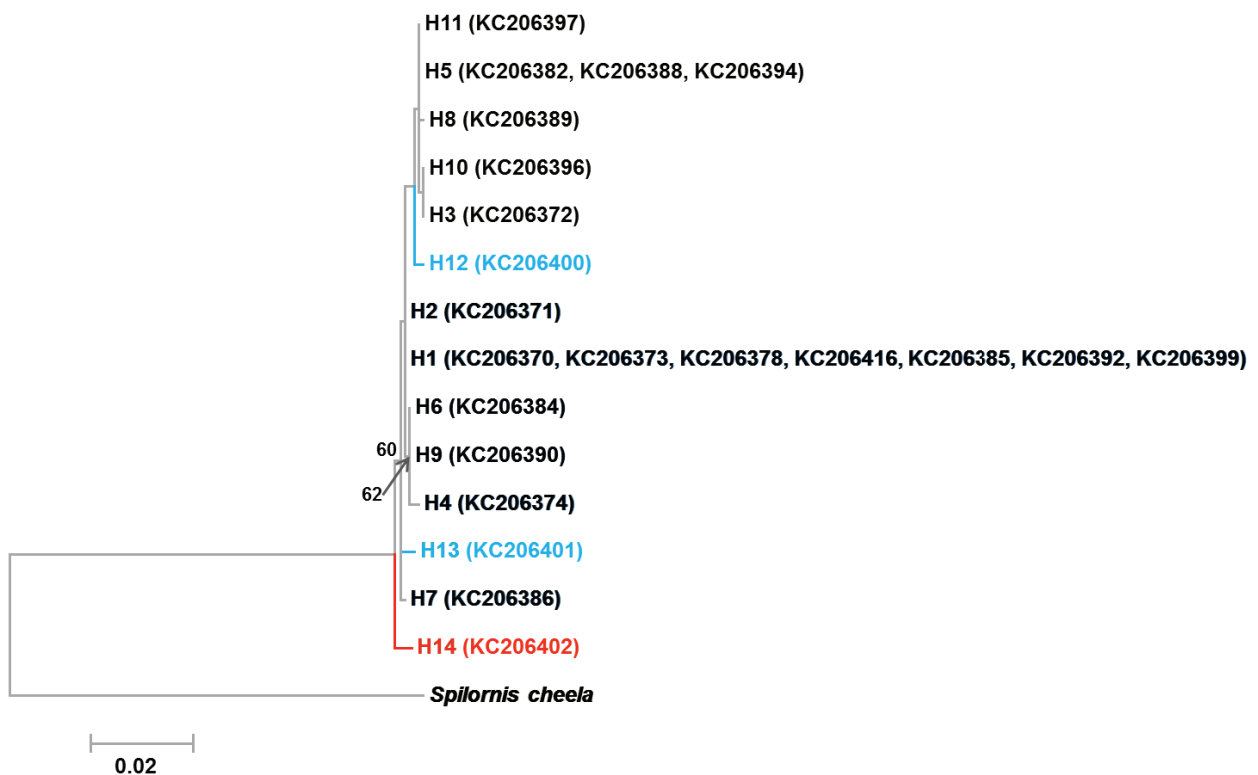 H11 (KC206397)
H5 (KC206382, KC206388, KC206394)
H8 (KC206389)
H10 (KC206396)
H3 (KC206372)
H12 (KC206400)
H2 (KC206371)
H1 (KC206370, KC206373, KC206378, KC206416, KC206385, KC206392, KC206399)
H6 (KC206384)
60
H9 (KC206390)
62
H4 (KC206374)
H13 (KC206401)
H7 (KC206386)
H14 (KC206402)
Spilornis cheela
0.02